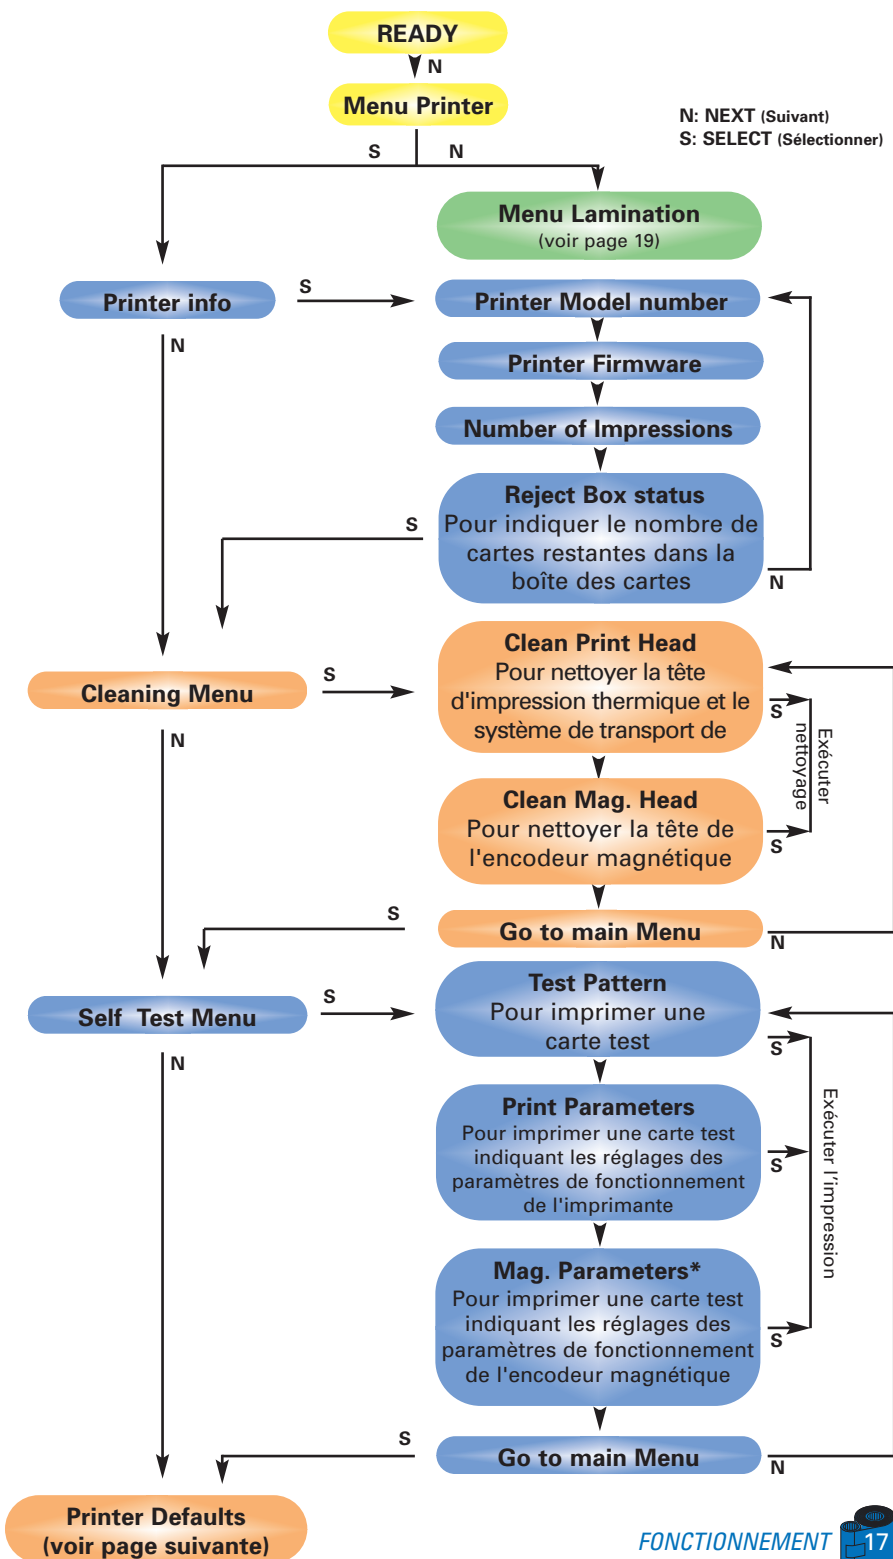 READY
N
Menu Printer
N: NEXT (Suivant)
S: SELECT (Sélectionner)
S N
Menu Lamination
(voir page 19)
Printer info
S
Printer Model number
N
Printer Firmware
Number of Impressions
Reject Box status
Pour indiquer le nombre de
cartes restantes dans la
boîte des cartes
S
N
Clean Print Head
Pour nettoyer la tête
d'impression thermique et le
système de transport de
Cleaning Menu
S
S
N
Exécuter
nettoyage
Clean Mag. Head
Pour nettoyer la tête de
l'encodeur magnétique
S
S
Go to main Menu
N
Test Pattern
Pour imprimer une
carte test
Self Test Menu
S
S
N
Print Parameters
Pour imprimer une carte test
indiquant les réglages des
paramètres de fonctionnement
de l'imprimante
S
Exécuter l'impression
Mag. Parameters*
Pour imprimer une carte test
indiquant les réglages des
paramètres de fonctionnement
de l'encodeur magnétique
S
S
Go to main Menu
N
Printer Defaults
(voir page suivante)
FONCTIONNEMENT 17